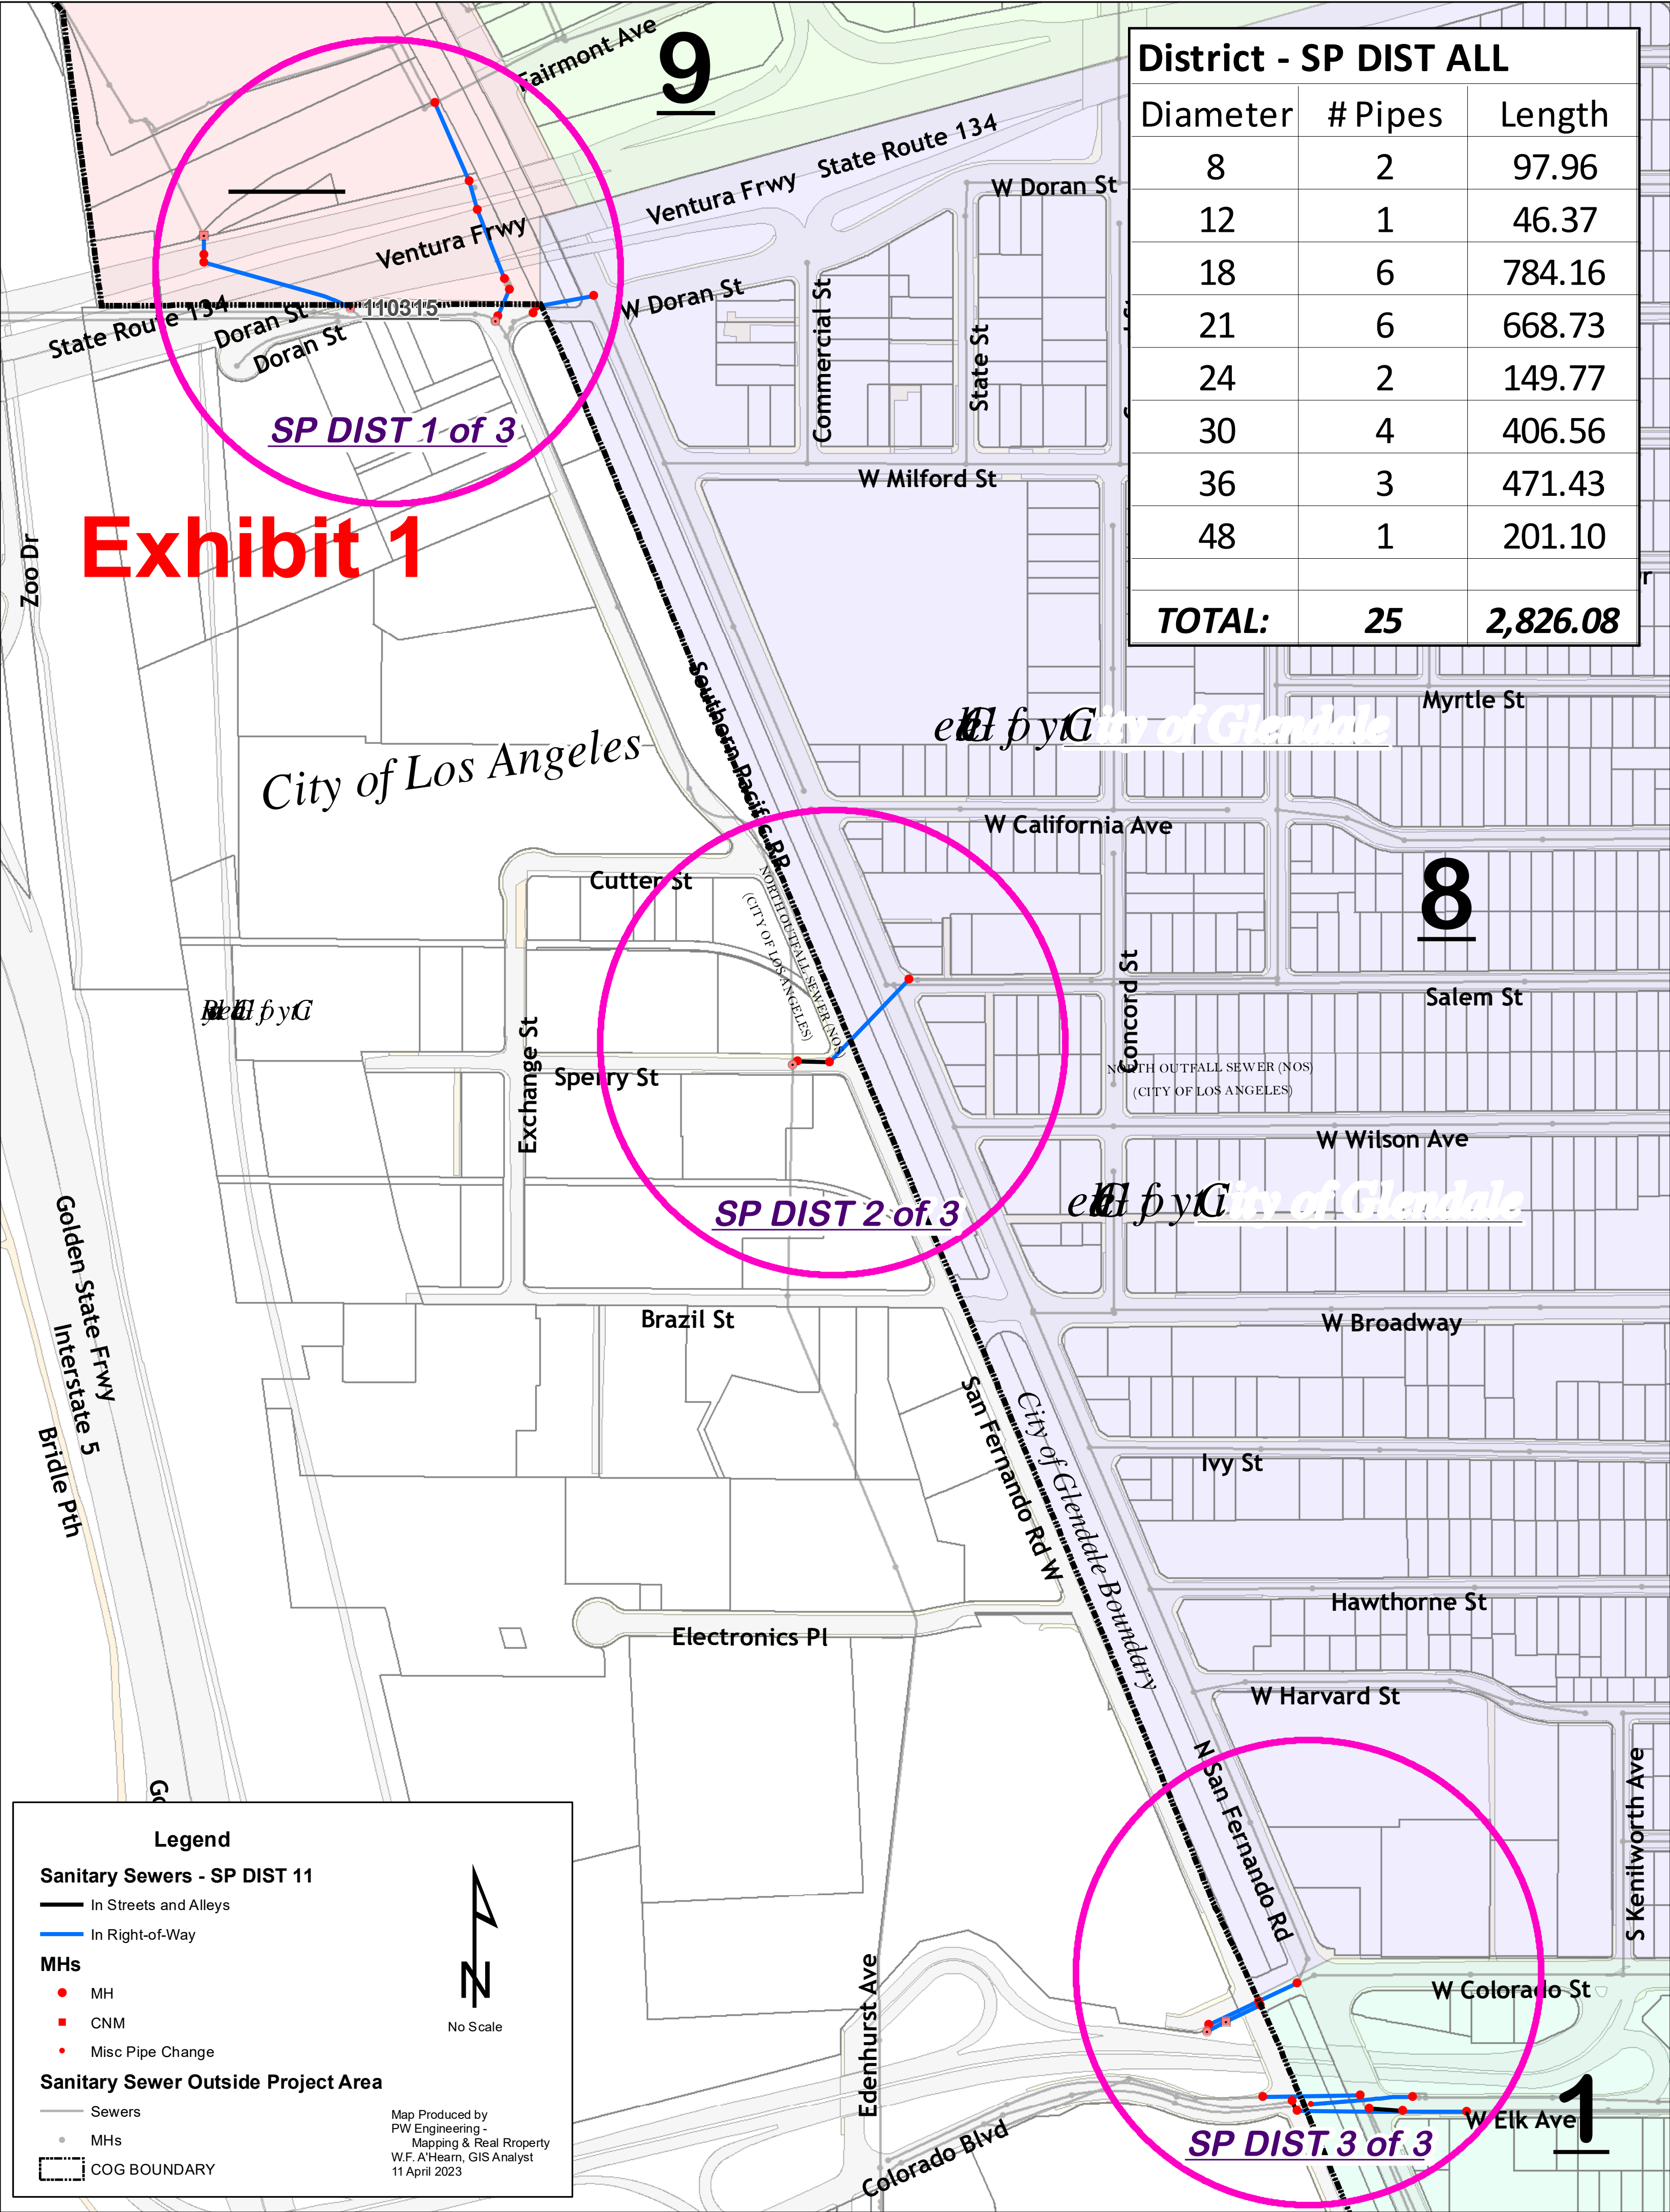 Fairmont Ave
9
District - SP DIST ALL
Diameter # Pipes Length
8 2 97.96
12 1 46.37
18 6 784.16
21 6 668.73
24 2 149.77
30 4 406.56
36 3 471.43
48 1 201.10
TOTAL: 25 2,826.08
Ventura Frwy
State Route 134
W Doran St
Ventura Frwy
State Route 134
110315
Doran St
Doran St
W Doran St
Commercial St
State St
SP DIST 1 of 3
W Milford St
Exhibit 1
Zoo Dr
Myrtle St
Southern Pacific RR
City of Glendale
City of Los Angeles
W California Ave
Cutter St
8
NORTH OUTFALL SEWER (NOS)
(CITY OF LOS ANGELES)
Concord St
Salem St
Exchange St
Sperry St
NORTH OUTFALL SEWER (NOS)
(CITY OF LOS ANGELES)
W Wilson Ave
City of Glendale
SP DIST 2 of 3
Golden State Frwy
Interstate 5
Brazil St
W Broadway
Bridle Pth
San Fernando Rd W
City of Glendale Boundary
Ivy St
Hawthorne St
Electronics Pl
W Harvard St
N San Fernando Rd
S Kenilworth Ave
Go
Legend
Sanitary Sewers - SP DIST 11
In Streets and Alleys
In Right-of-Way
MHs
MH
CNM
Misc Pipe Change
Sanitary Sewer Outside Project Area
Sewers
MHs
COG BOUNDARY
N
No Scale
Map Produced by
PW Engineering -
Mapping & Real Rroperty
W.F. A'Hearn, GIS Analyst
11 April 2023
Edenhurst Ave
W Colorado St
W Elk Ave
1
SP DIST 3 of 3
Colorado Blvd